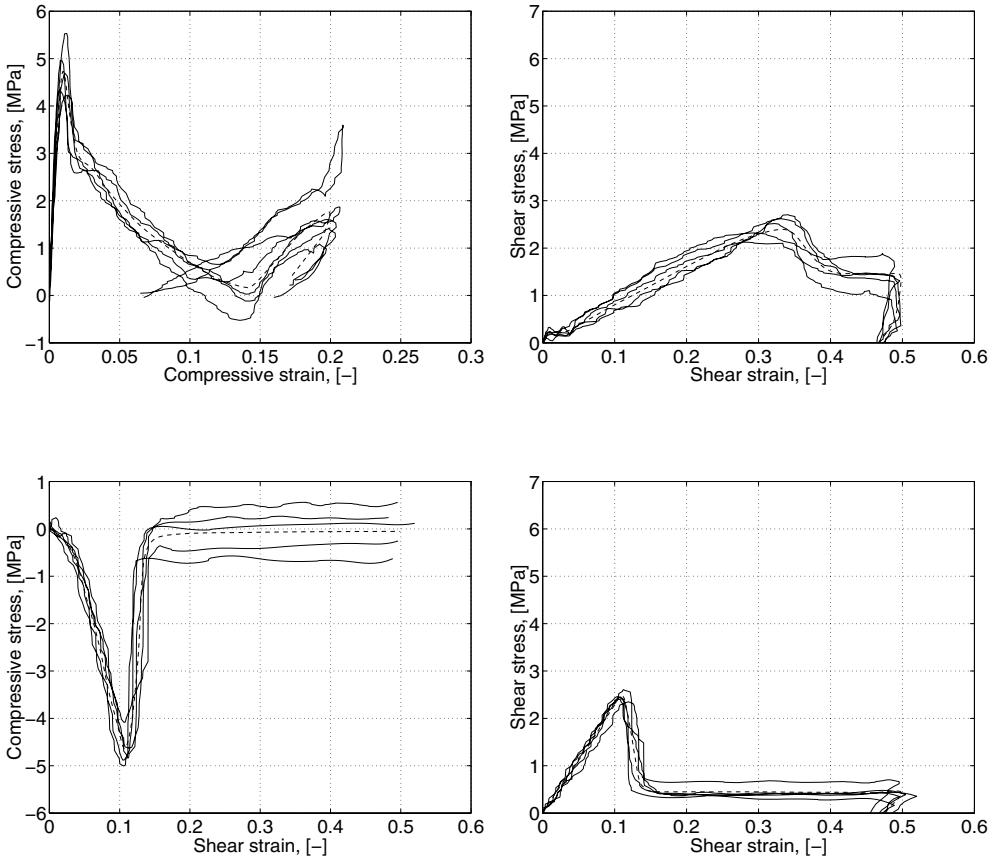 6
5
4
3
2
1
0
−1
0 0.05 0.1 0.15 0.2 0.25 0.3
Compressive strain, [−]
Compressive stress, [MPa]
7
6
5
4
3
2
1
0
0 0.1 0.2 0.3 0.4 0.5 0.6
Shear strain, [−]
Shear stress, [MPa]
1
0
−1
−2
−3
−4
−5
−6
0 0.1 0.2 0.3 0.4 0.5 0.6
Shear strain, [−]
Compressive stress, [MPa]
7
6
5
4
3
2
1
0
0 0.1 0.2 0.3 0.4 0.5 0.6
Shear strain, [−]
Shear stress, [MPa]